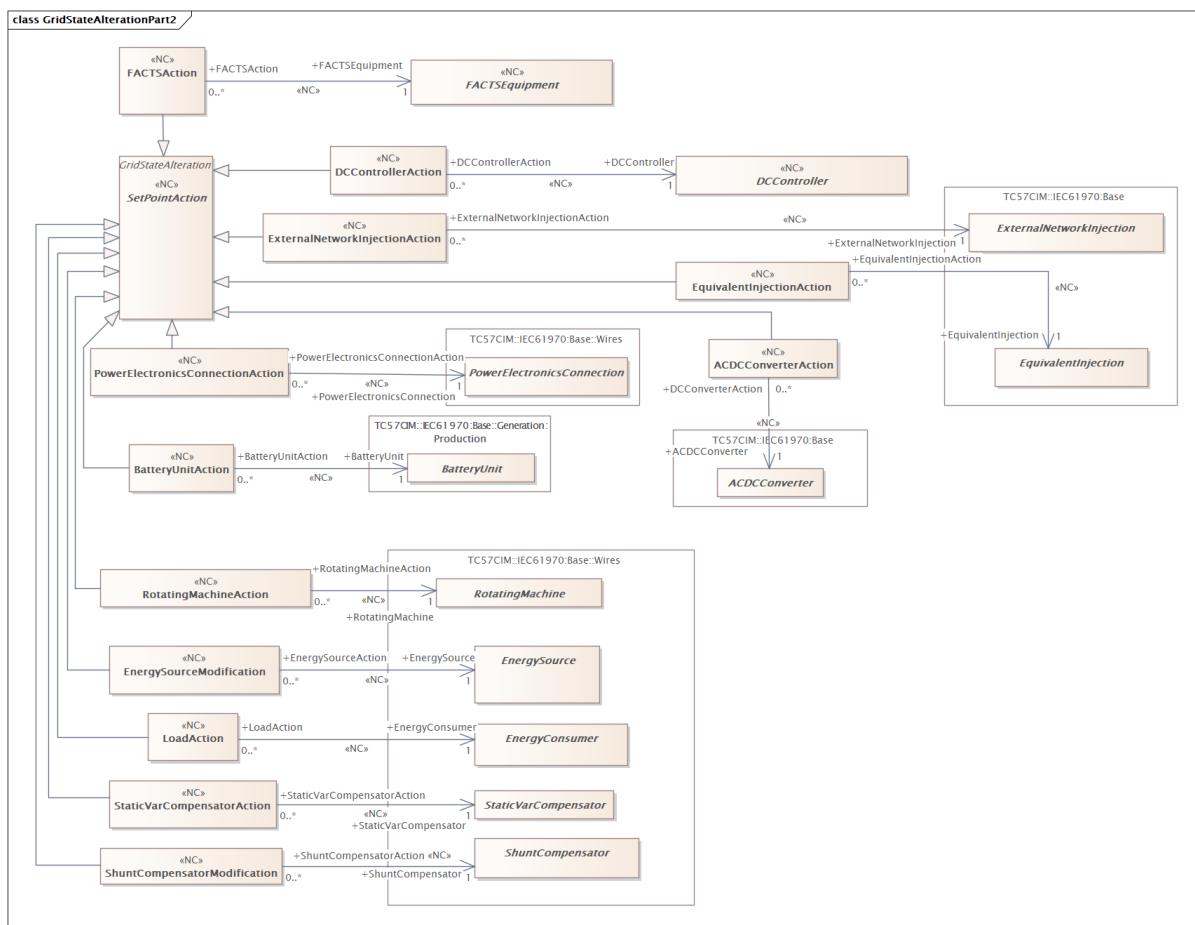 class GridStateAlterationPart2
«NC»
FACTSAction
+FACTSAction
+FACTSEquipment
0..*
«NC»
1
«NC»
FACTSEquipment
GridStateAlteration
«NC»
SetPointAction
«NC»
DCControllerAction
+DCControllerAction
+DCController
0..*
«NC»
1
«NC»
DCController
«NC»
ExternalNetworkInjectionAction
+ExternalNetworkInjectionAction
0..*
«NC»
+ExternalNetworkInjection
1
TC57CIM::IEC61970:Base
ExternalNetworkInjection
«NC»
EquivalentInjectionAction
+EquivalentInjectionAction
0..*
«NC»
+EquivalentInjection
1
EquivalentInjection
«NC»
PowerElectronicsConnectionAction
+PowerElectronicsConnectionAction
0..*
«NC»
1
+PowerElectronicsConnection
TC57CIM::IEC61970:Base::Wires
PowerElectronicsConnection
«NC»
ACDCConverterAction
+DCConverterAction
0..*
«NC»
+ACDCConverter
1
TC57CIM::IEC61970:Base
ACDCConverter
«NC»
BatteryUnitAction
+BatteryUnitAction
+BatteryUnit
0..*
«NC»
1
TC57CIM::IEC61970:Base::Generation:
Production
BatteryUnit
TC57CIM::IEC61970:Base::Wires
«NC»
RotatingMachineAction
+RotatingMachineAction
0..*
«NC»
1
+RotatingMachine
RotatingMachine
«NC»
EnergySourceModification
+EnergySourceAction
+EnergySource
0..*
«NC»
1
EnergySource
«NC»
LoadAction
+LoadAction
+EnergyConsumer
0..*
«NC»
1
EnergyConsumer
«NC»
StaticVarCompensatorAction
+StaticVarCompensatorAction
0..*
«NC»
1
+StaticVarCompensator
StaticVarCompensator
«NC»
ShuntCompensatorModification
+ShuntCompensatorAction
«NC»
0..*
+ShuntCompensator
1
ShuntCompensator